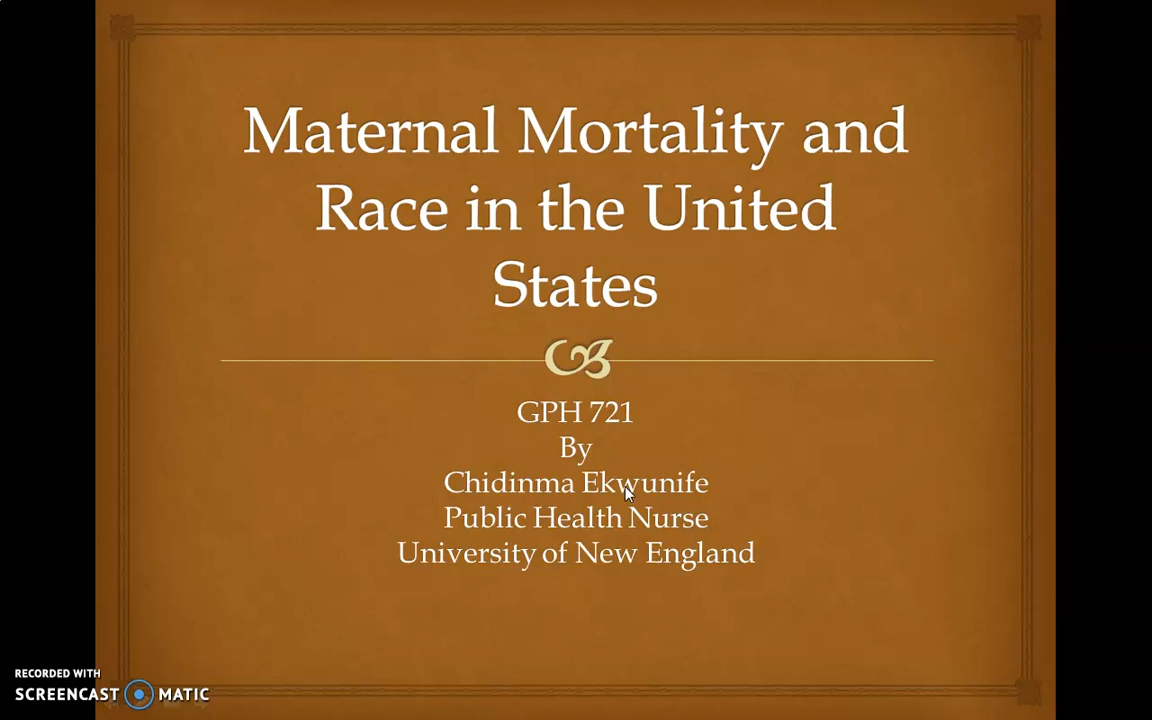 Maternal Mortality and
Race in the United
States
GPH 721
By
Chidinma Ekwunife
Public Health Nurse
University of New England
RECORDED WITH
SCREENCAST MATIC